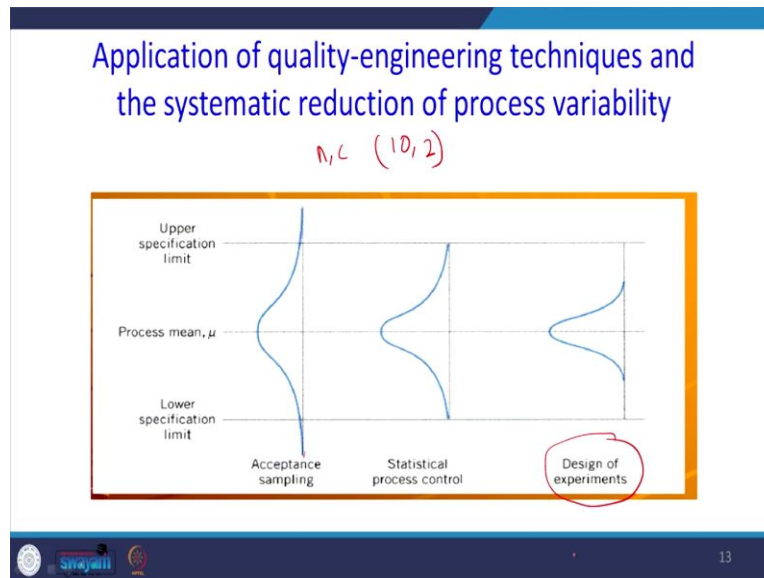 Application of quality-engineering techniques and
the systematic reduction of process variability
n,c (10,2)
Upper
specification
limit
Process mean, μ
Lower
specification
limit
Acceptance
sampling
Statistical
process control
Design of
experiments
swayam
13